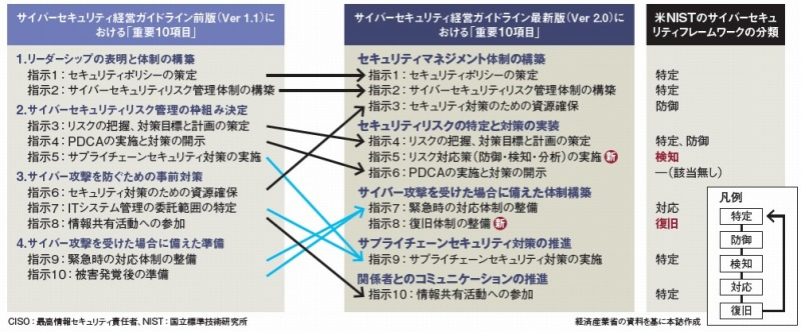 サイバーセキュリティ経営ガイドライン前版（Ver 1.1）に
おける「重要10項目」
1.リーダーシップの表明と体制の構築
指示1：セキュリティポリシーの策定
指示2：サイバーセキュリティリスク管理体制の構築
2.サイバーセキュリティリスク管理の枠組み決定
指示3：リスクの把握、対策目標と計画の策定
指示4：PDCAの実施と対策の開示
指示5：サプライチェーンセキュリティ対策の実施
3.サイバー攻撃を防ぐための事前対策
指示6：セキュリティ対策のための資源確保
指示7：ITシステム管理の委託範囲の特定
指示8：情報共有活動への参加
4.サイバー攻撃を受けた場合に備えた準備
指示9：緊急時の対応体制の整備
指示10：被害発覚後の準備
サイバーセキュリティ経営ガイドライン最新版（Ver 2.0）に
おける「重要10項目」
セキュリティマネジメント体制の構築
指示1：セキュリティポリシーの策定
指示2：サイバーセキュリティリスク管理体制の構築
指示3：セキュリティ対策のための資源確保
セキュリティリスクの特定と対策の実装
指示4：リスクの把握、対策目標と計画の策定
指示5：リスク対応策（防御・検知・分析）の実施 新
指示6：PDCAの実施と対策の開示
サイバー攻撃を受けた場合に備えた体制構築
指示7：緊急時の対応体制の整備
指示8：復旧体制の整備 新
サプライチェーンセキュリティ対策の推進
指示9：サプライチェーンセキュリティ対策の実施
関係者とのコミュニケーションの推進
指示10：情報共有活動への参加
米NISTのサイバーセキュ
リティフレームワークの分類
特定
特定
防御
特定、防御
検知
―（該当無し）
対応
復旧
特定
特定
凡例
特定
防御
検知
対応
復旧
CISO：最高情報セキュリティ責任者、NIST：国立標準技術研究所
経済産業省の資料を基に本誌作成